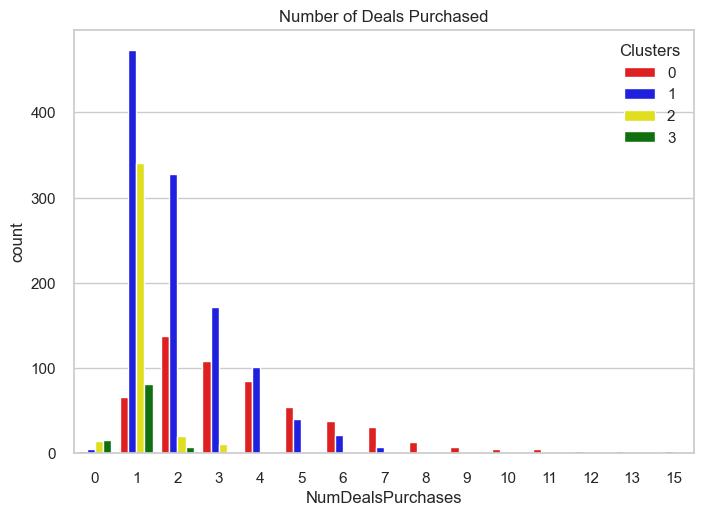 Number of Deals Purchased
Clusters
0
1
2
3
count
400
300
200
100
0
0 1 2 3 4 5 6 7 8 9 10 11 12 13 15
NumDealsPurchases